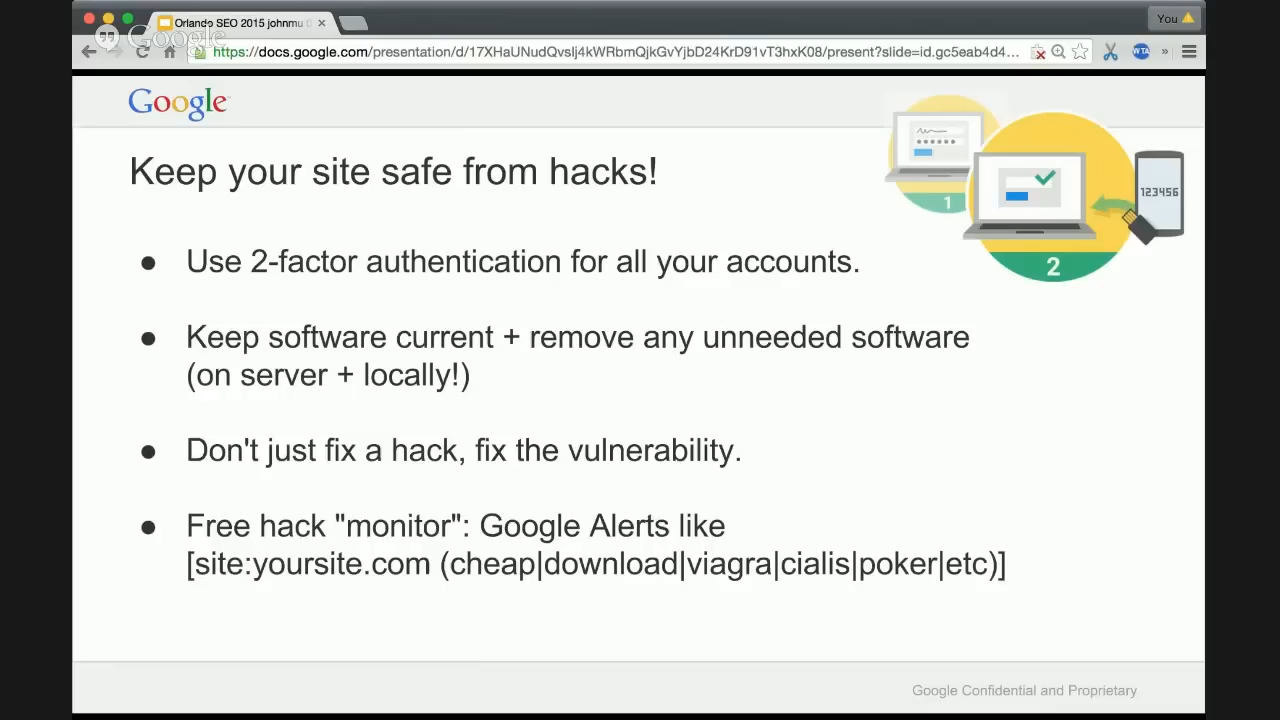 Orlando SEO 2015 johnmu
You
Google
https://docs.google.com/presentation/d/17XHaUNudQvslj4kWRbmQjkGvYjbD24KrD91vT3hxK08/present?slide=id.gc5eab4d4...
WTA
»
Google
Keep your site safe from hacks!
1
123456
2
● Use 2-factor authentication for all your accounts.
● Keep software current + remove any unneeded software
(on server + locally!)
● Don't just fix a hack, fix the vulnerability.
● Free hack "monitor": Google Alerts like
[site:yoursite.com (cheap|download|viagra|cialis|poker|etc)]
Google Confidential and Proprietary